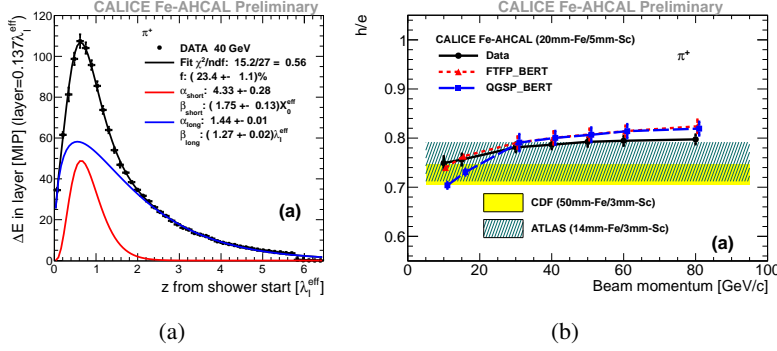 CALICE Fe-AHCAL Preliminary
ΔE in layer [MIP] (layer=0.137λ_I^eff)
120
100
80
60
40
20
0
π⁺
DATA 40 GeV
Fit χ²/ndf: 15.2/27 = 0.56
f: ( 23.4 +- 1.1)%
α_short: 4.33 +- 0.28
β_short: ( 1.75 +- 0.13)X_0^eff
α_long: 1.44 +- 0.01
β_long: ( 1.27 +- 0.02)λ_I^eff
(a)
0 1 2 3 4 5 6
z from shower start [λ_I^eff]
(a)
CALICE Fe-AHCAL Preliminary
h/e
1
0.9
0.8
0.7
0.6
CALICE Fe-AHCAL (20mm-Fe/5mm-Sc)
Data
FTFP_BERT
QGSP_BERT
π⁺
CDF (50mm-Fe/3mm-Sc)
ATLAS (14mm-Fe/3mm-Sc)
(a)
0 20 40 60 80 100
Beam momentum [GeV/c]
(b)